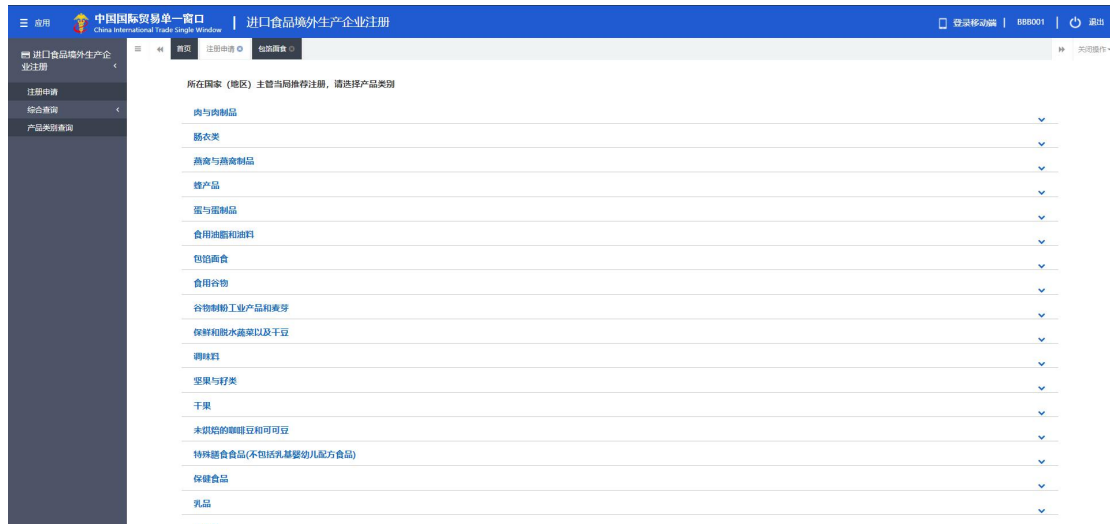 应用
中国国际贸易单一窗口
China International Trade Single Window
进口食品境外生产企业注册
登录移动端
BBB001
退出
进口食品境外生产企
业注册
注册申请
综合查询
产品类别查询
首页
注册申请
包馅面食
关闭操作
所在国家（地区）主管当局推荐注册，请选择产品类别
肉与肉制品
肠衣类
燕窝与燕窝制品
蜂产品
蛋与蛋制品
食用油脂和油料
包馅面食
食用谷物
谷物制粉工业产品和麦芽
保鲜和脱水蔬菜以及干豆
调味料
坚果与籽类
干果
未烘焙的咖啡豆和可可豆
特殊膳食食品(不包括乳基婴幼儿配方食品)
保健食品
乳品